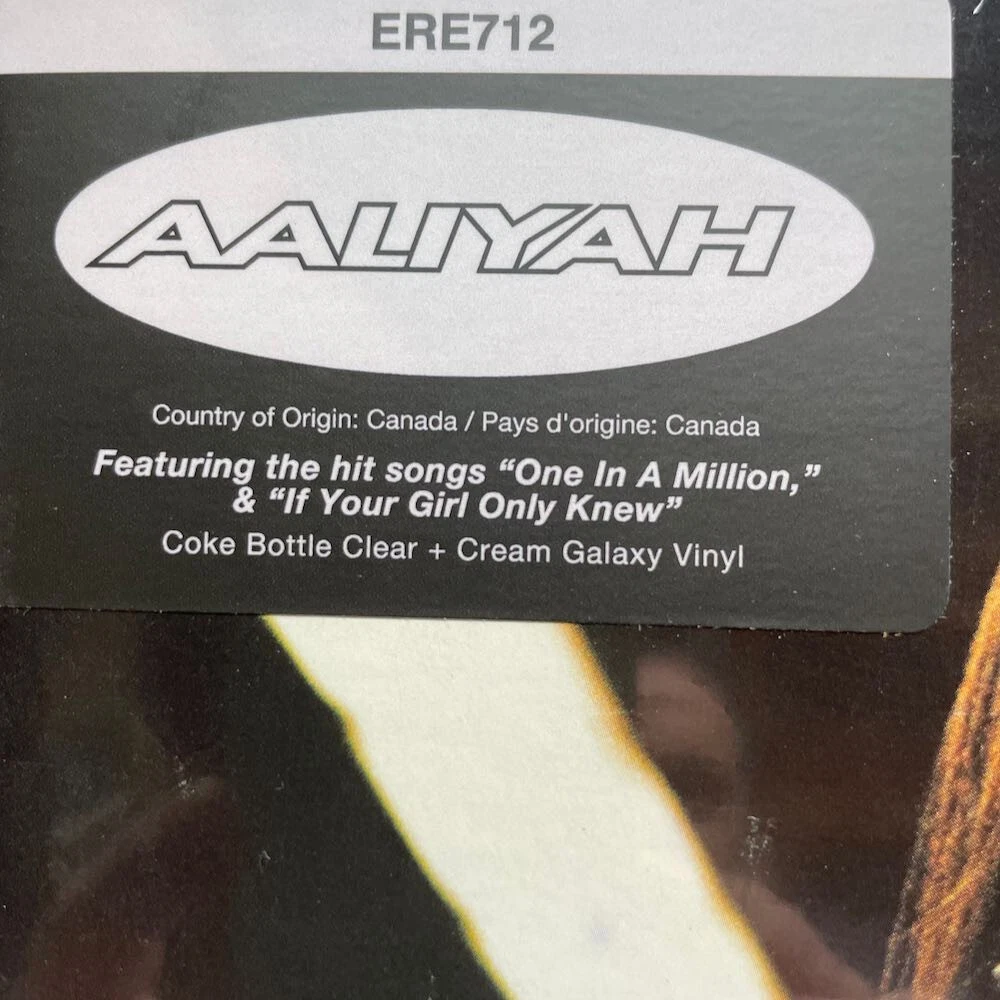 ERE712
AALIYAH
Country of Origin: Canada / Pays d'origine: Canada
Featuring the hit songs “One In A Million,”
& “If Your Girl Only Knew”
Coke Bottle Clear + Cream Galaxy Vinyl